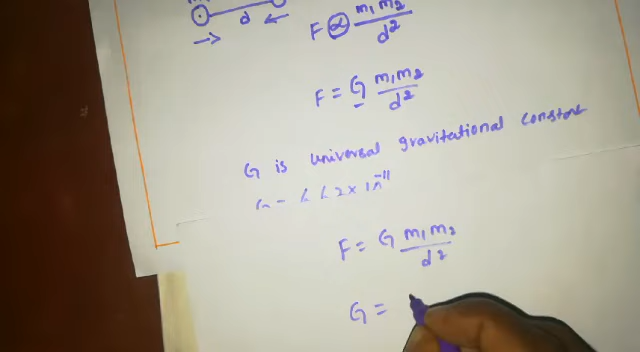 d
F ∝ m₁m₂/d²
F = G m₁m₂/d²
G is universal gravitational constant
F = G m₁m₂/d²
G =